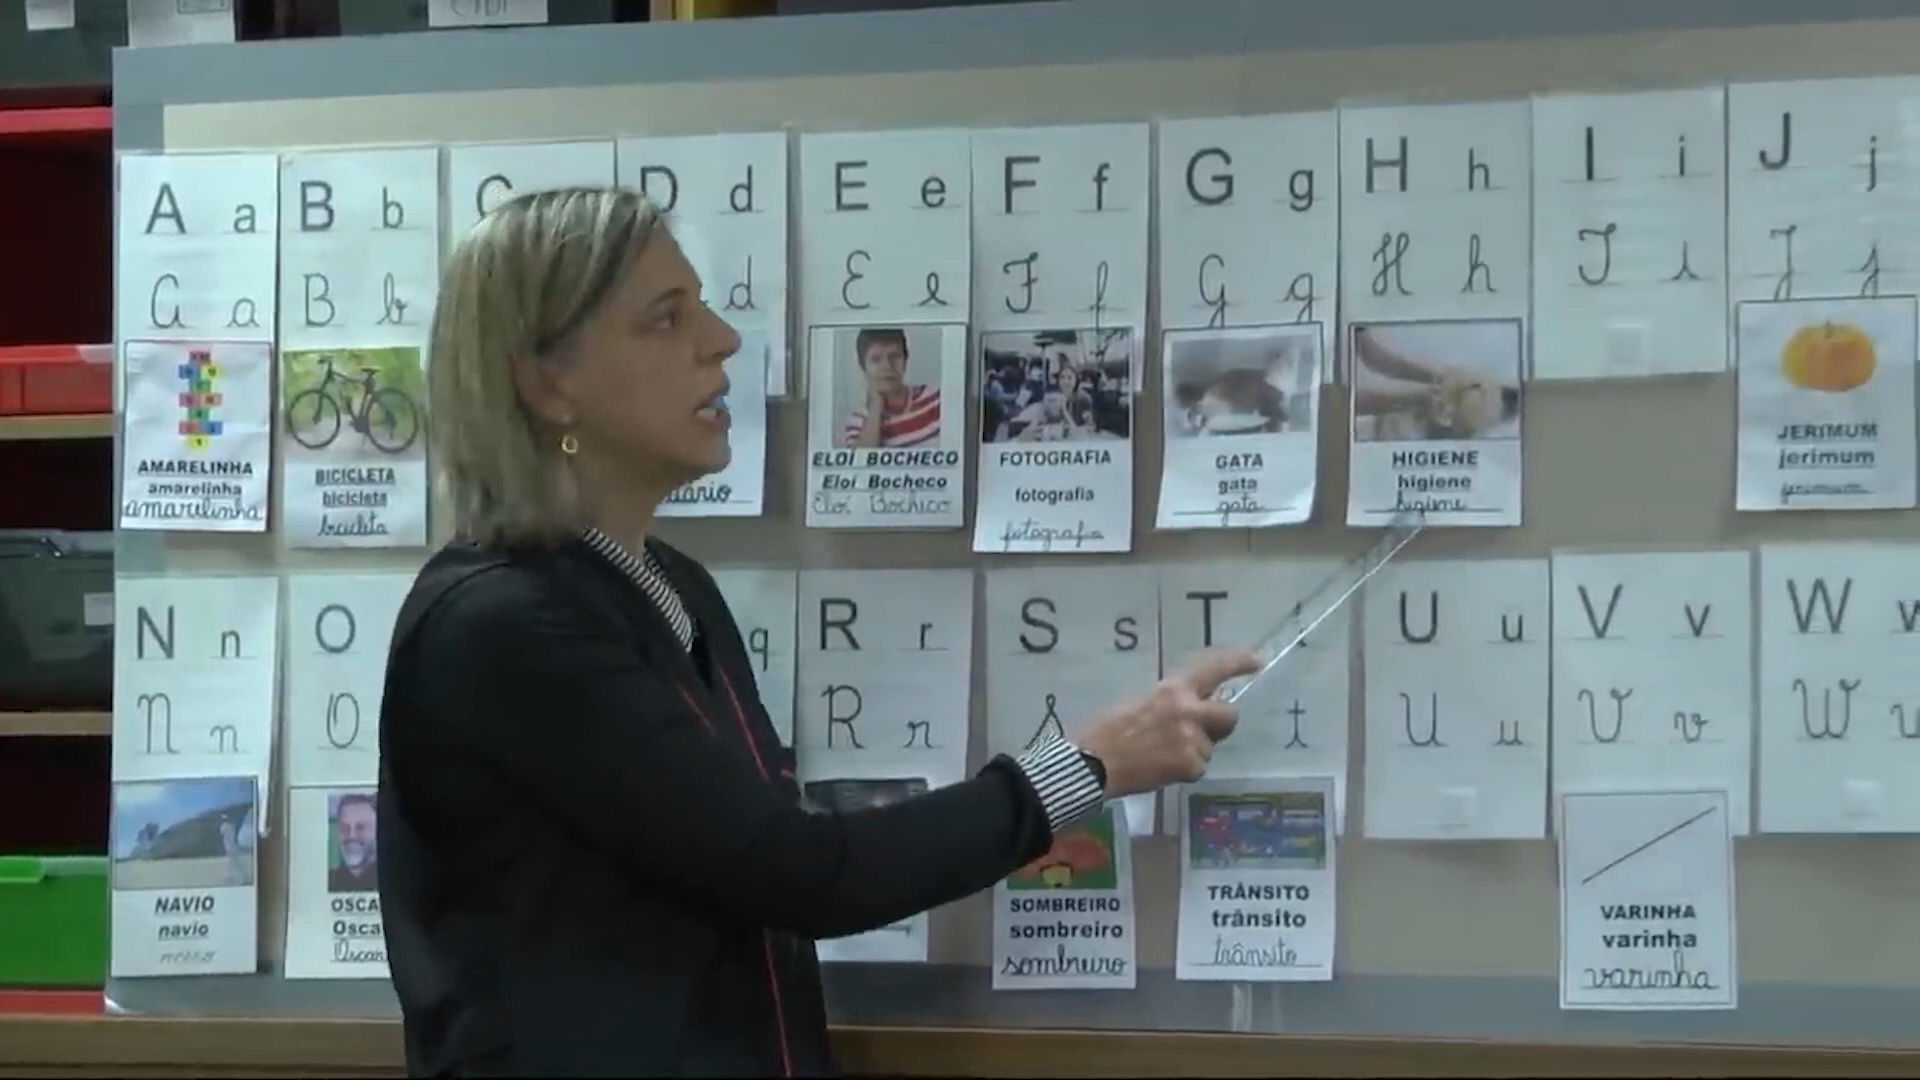 A a
A a
AMARELINHA
amarelinha
amarelinha
B b
B b
BICICLETA
bicicleta
bicicleta
C
D d
d
E e
E e
ELOÍ BOCHECO
Eloí Bocheco
Eloí Bocheco
F f
F f
FOTOGRAFIA
fotografia
fotografia
G g
G g
GATA
gata
gata
H h
H h
HIGIENE
higiene
higiene
I i
I i
J j
J j
JERIMUM
jerimum
jerimum
N n
N n
NAVIO
navio
navio
O
O
q
R r
R r
S s
S
SOMBREIRO
sombreiro
sombreiro
T t
t
TRÂNSITO
trânsito
trânsito
U u
U u
V v
V v
VARINHA
varinha
varinha
W w
W